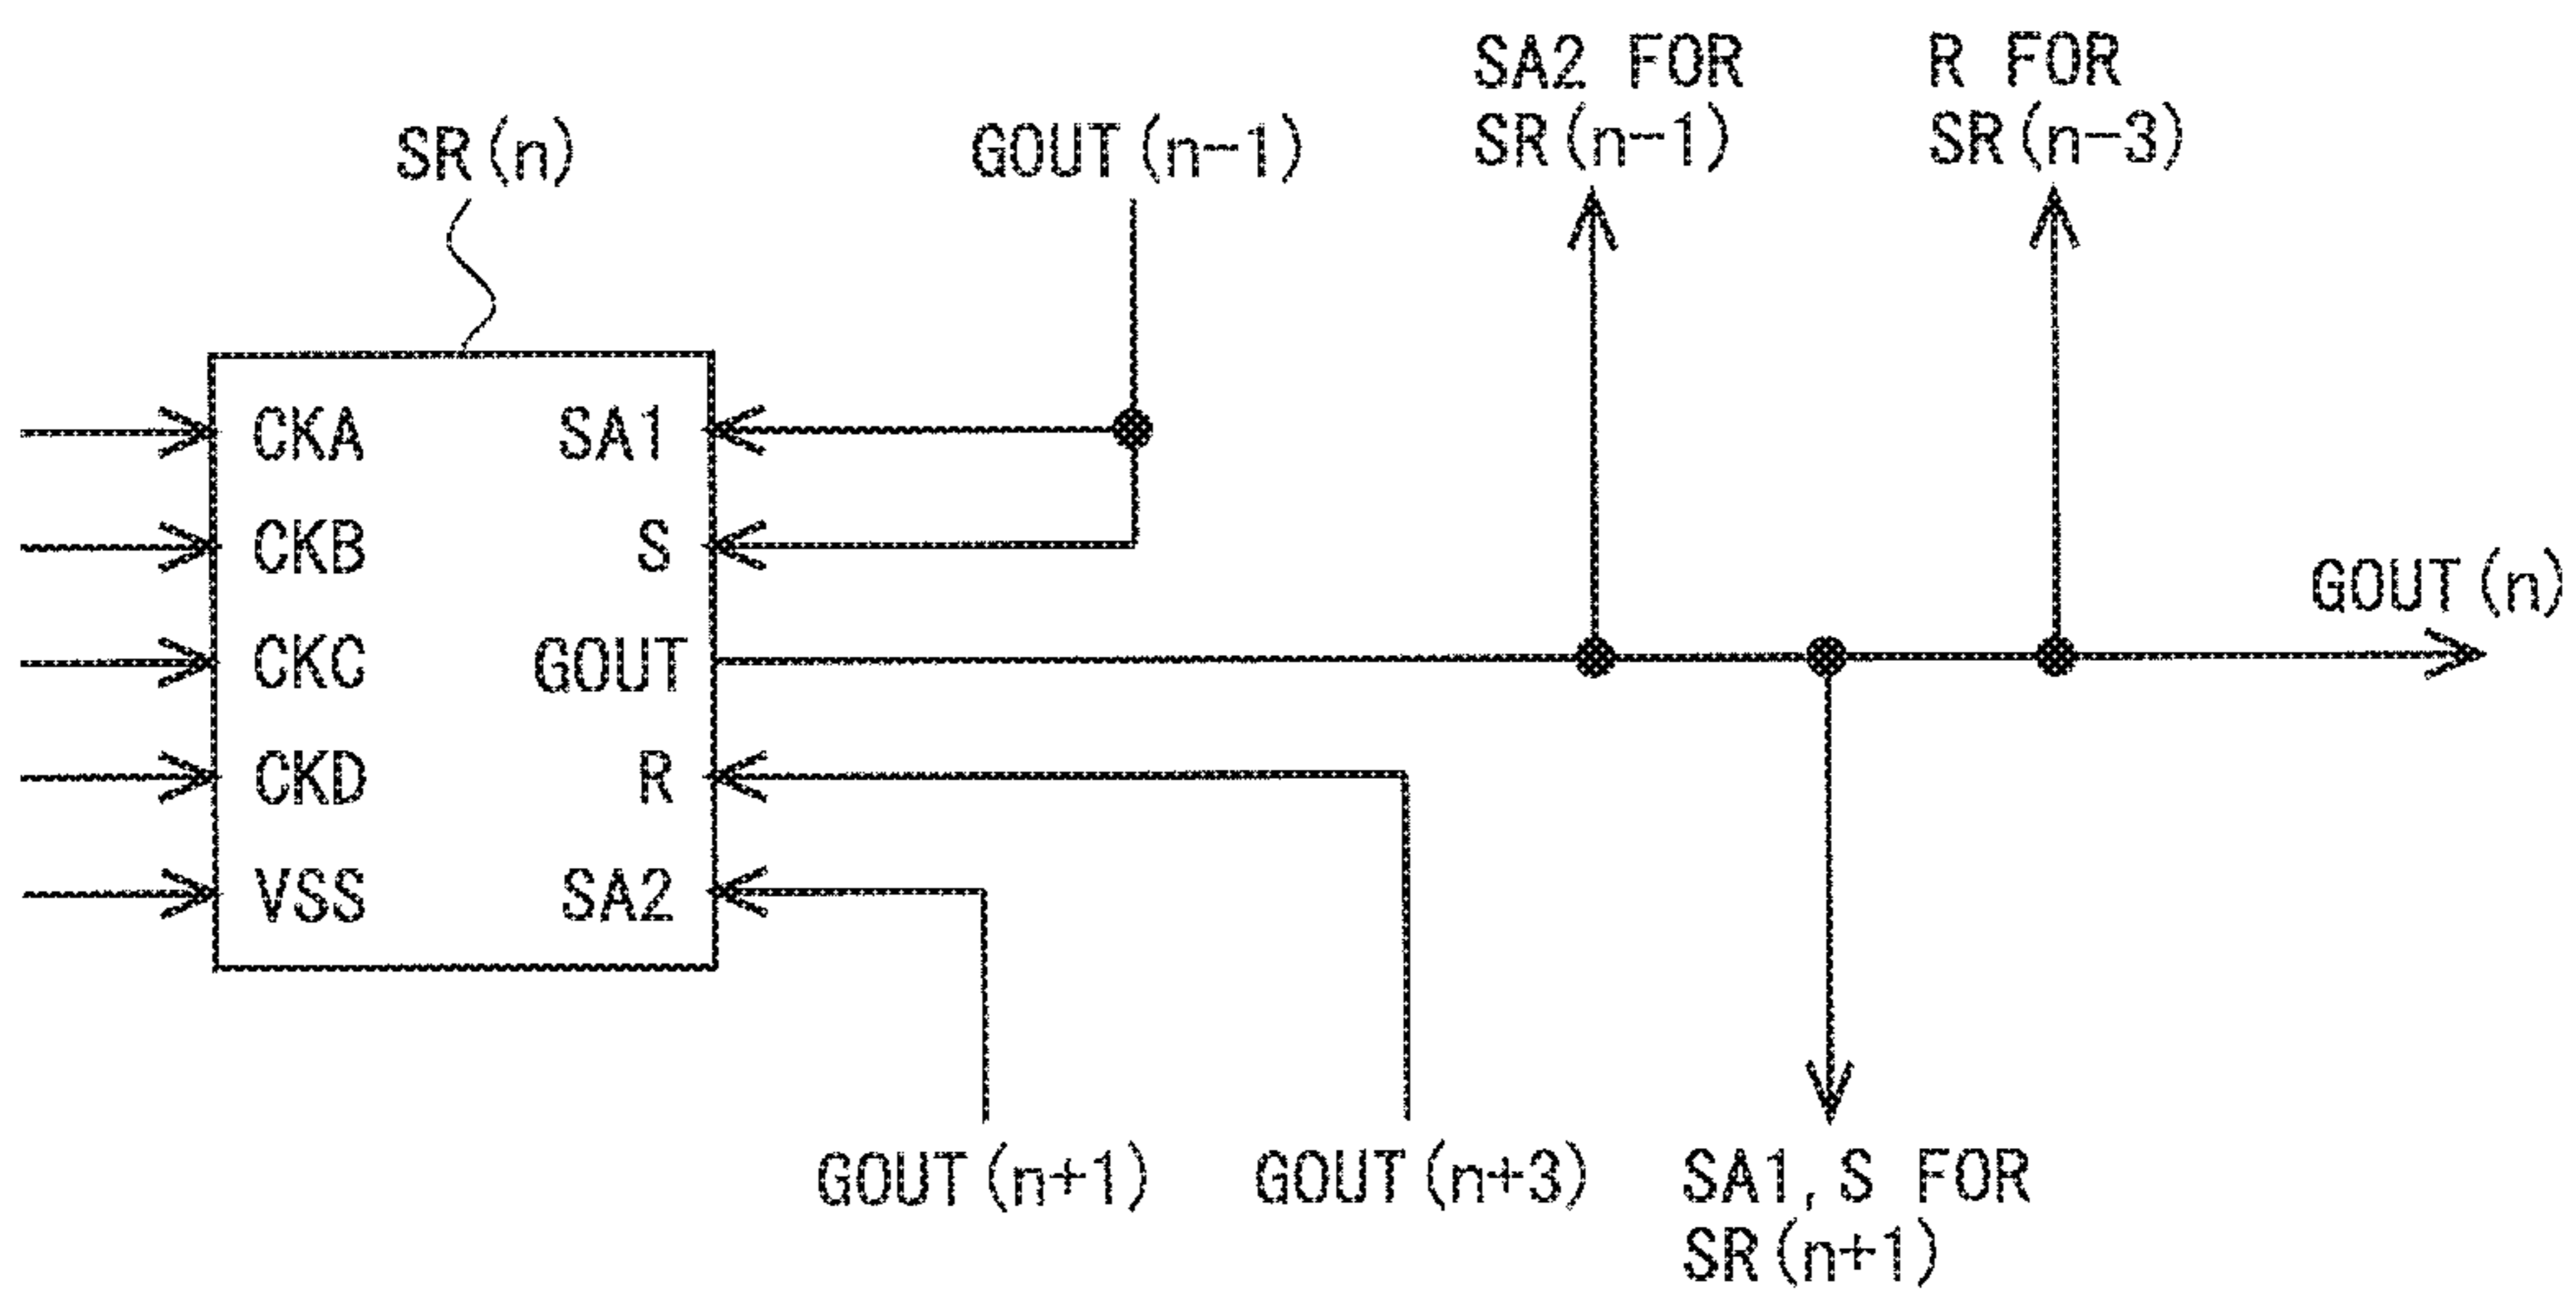 SA2 FOR
SR(n-1)
R FOR
SR(n-3)
SR(n)
GOUT(n-1)
CKA
SA1
CKB
S
GOUT(n)
CKC
GOUT
CKD
R
VSS
SA2
GOUT(n+1)
GOUT(n+3)
SA1,S FOR
SR(n+1)